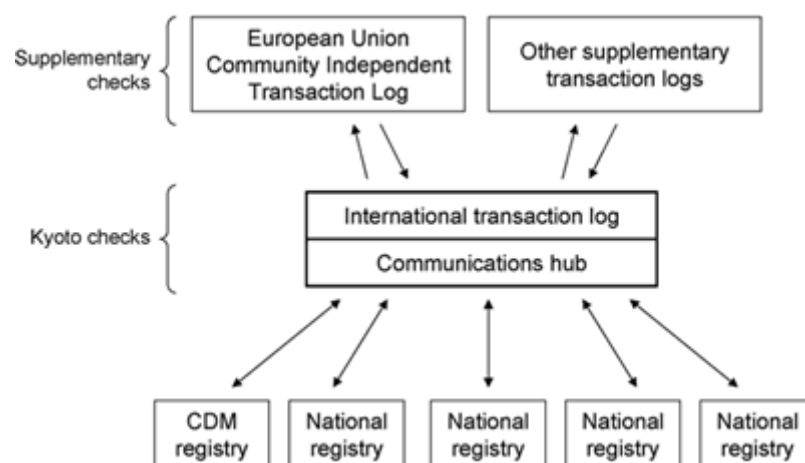 Supplementary
checks
European Union
Community Independent
Transaction Log
Other supplementary
transaction logs
Kyoto checks
International transaction log
Communications hub
CDM
registry
National
registry
National
registry
National
registry
National
registry